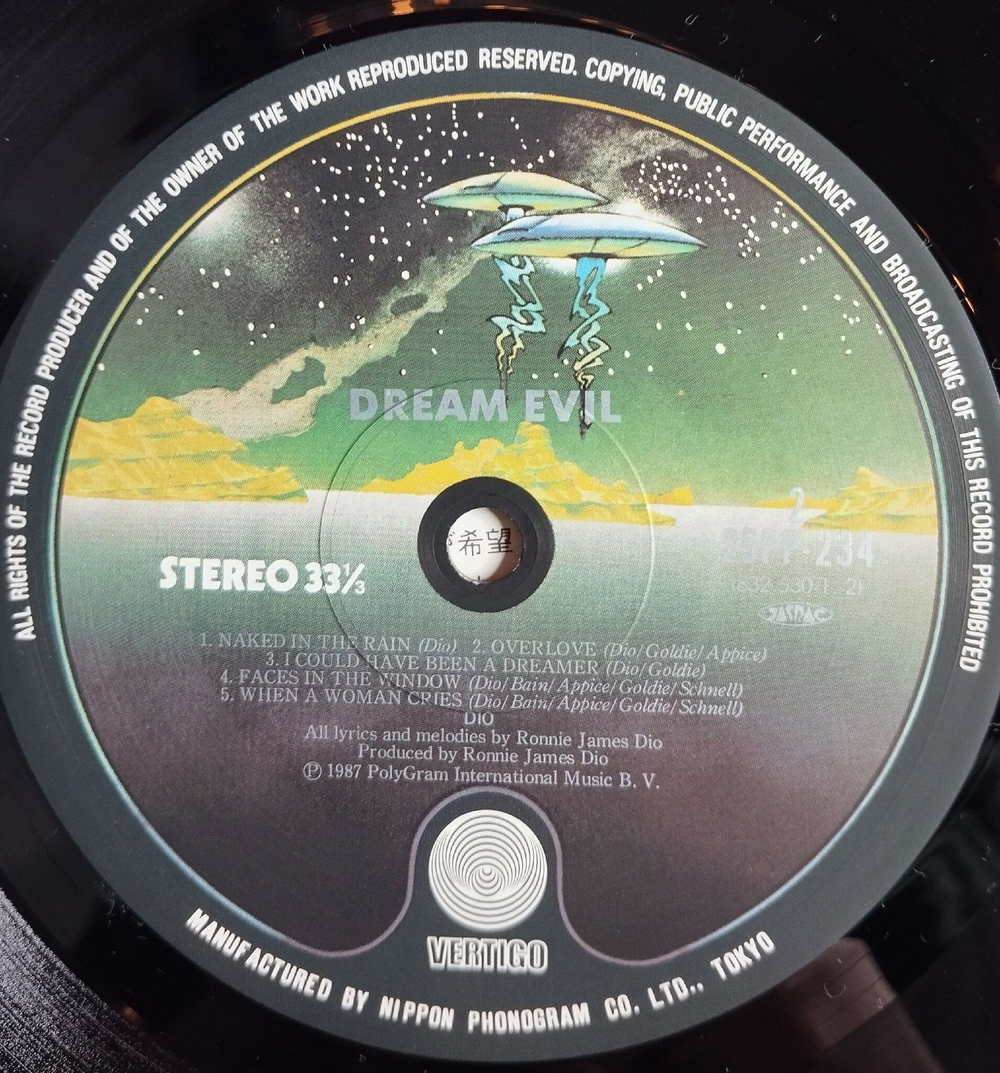 ALL RIGHTS OF THE RECORD PRODUCER AND OF THE OWNER OF THE WORK REPRODUCED RESERVED. COPYING, PUBLIC PERFORMANCE AND BROADCASTING OF THIS RECORD PROHIBITED
DREAM EVIL
2
-234
希望
STEREO 33⅓
JASRAC
1. NAKED IN THE RAIN (Dio) 2. OVERLOVE (Dio/Goldie/Appice)
3. I COULD HAVE BEEN A DREAMER (Dio/Goldie)
4. FACES IN THE WINDOW (Dio/Bain/Appice/Goldie/Schnell)
5. WHEN A WOMAN CRIES (Dio/Bain/Appice/Goldie/Schnell)
DIO
All lyrics and melodies by Ronnie James Dio
Produced by Ronnie James Dio
Ⓟ 1987 PolyGram International Music B. V.
VERTIGO
MANUFACTURED BY NIPPON PHONOGRAM CO. LTD., TOKYO